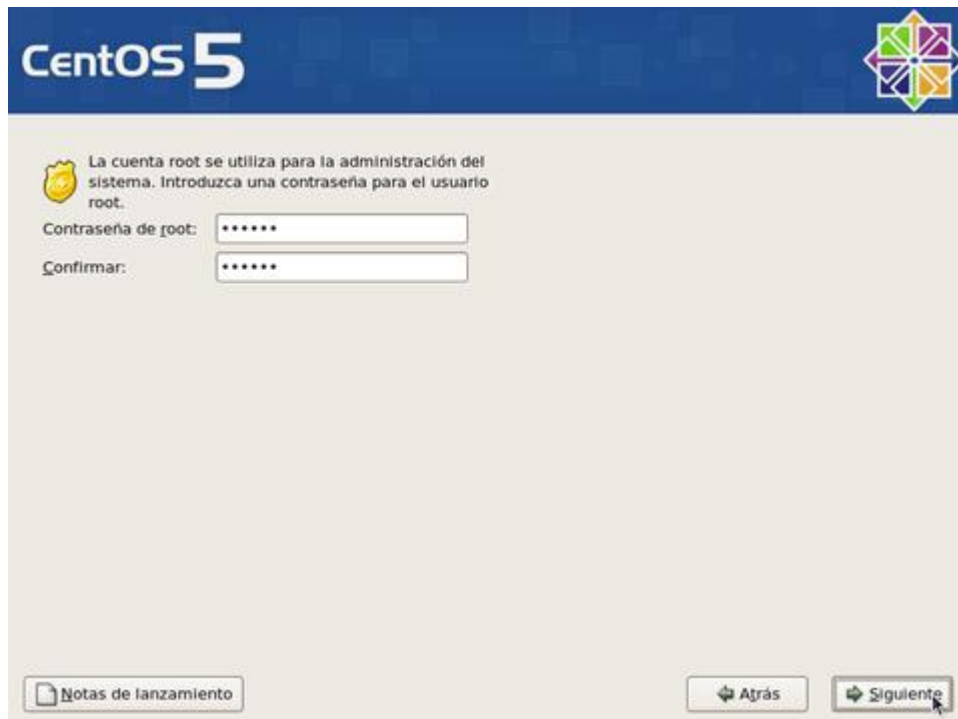 CentOS 5
La cuenta root se utiliza para la administración del
sistema. Introduzca una contraseña para el usuario
root.
Contraseña de root: ••••••
Confirmar: ••••••
Notas de lanzamiento Atrás Siguiente